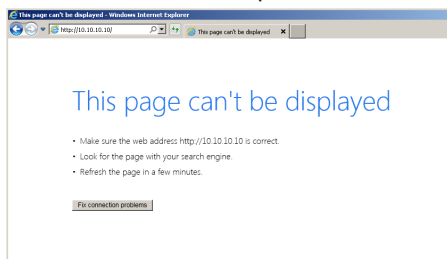 This page can't be displayed - Windows Internet Explorer
http://10.10.10.10/
This page can't be displayed
This page can't be displayed
• Make sure the web address http://10.10.10.10 is correct.
• Look for the page with your search engine.
• Refresh the page in a few minutes.
Fix connection problems